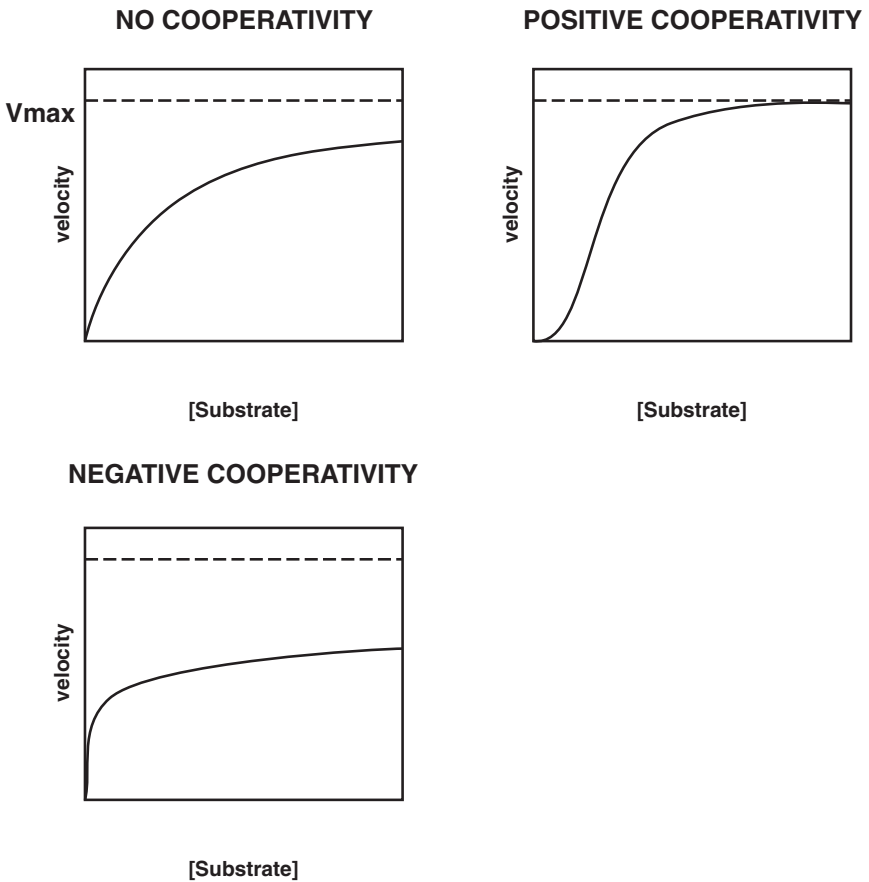 NO COOPERATIVITY
Vmax
velocity
[Substrate]
POSITIVE COOPERATIVITY
velocity
[Substrate]
NEGATIVE COOPERATIVITY
velocity
[Substrate]